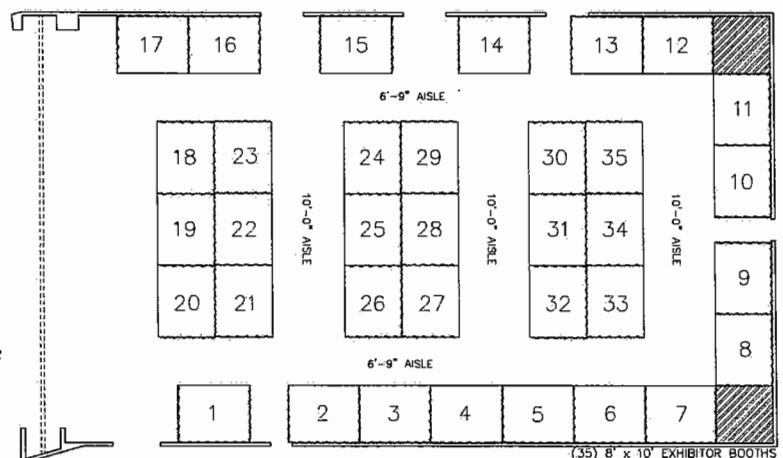 17 16 15 14 13 12
11
6'-9" AISLE
18 23 24 29 30 35
10
10'-0" AISLE 10'-0" AISLE 10'-0" AISLE
19 22 25 28 31 34
9
20 21 26 27 32 33
8
6'-9" AISLE
1 2 3 4 5 6 7
(35) 8' x 10' EXHIBITOR BOOTHS